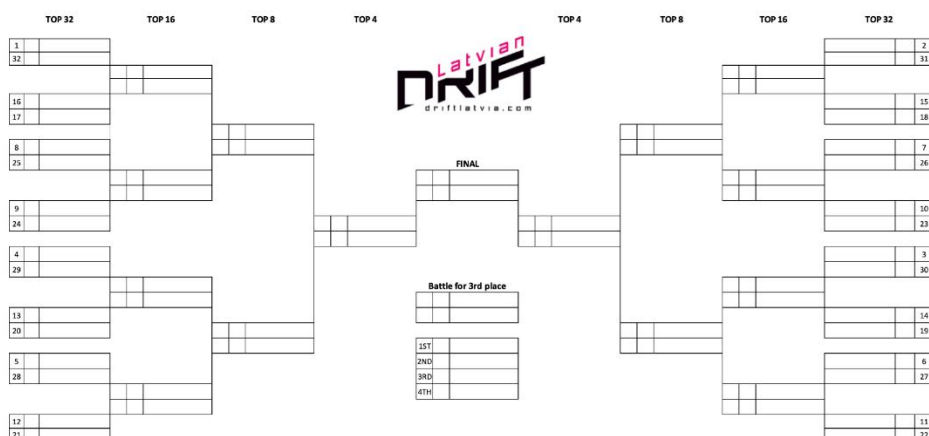 TOP 32 TOP 16 TOP 8 TOP 4 TOP 4 TOP 8 TOP 16 TOP 32
1 2
32 31
Latvian
DRIFT
driftlatvia.com
16 15
17 18
8 7
25 26
FINAL
9 10
24 23
4 3
29 30
Battle for 3rd place
13 14
20 19
1ST
2ND
5 6
28 27
3RD
4TH
12 11
21 22